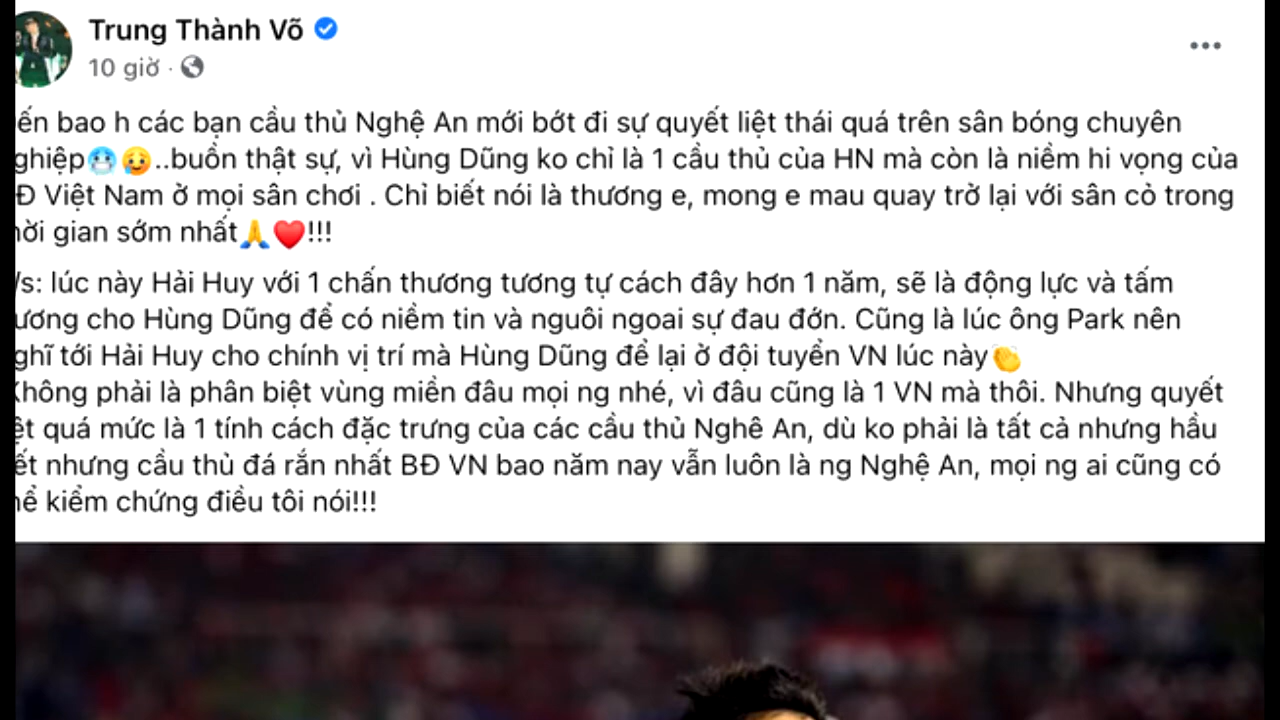 Trung Thành Võ
10 giờ ·
ến bao h các bạn cầu thủ Nghệ An mới bớt đi sự quyết liệt thái quá trên sân bóng chuyên
ghiệp🥶🥲..buồn thật sự, vì Hùng Dũng ko chỉ là 1 cầu thủ của HN mà còn là niềm hi vọng của
Đ Việt Nam ở mọi sân chơi . Chỉ biết nói là thương e, mong e mau quay trở lại với sân cỏ trong
ời gian sớm nhất🙏❤️!!!
/s: lúc này Hải Huy với 1 chấn thương tương tự cách đây hơn 1 năm, sẽ là động lực và tấm
ương cho Hùng Dũng để có niềm tin và nguôi ngoai sự đau đớn. Cũng là lúc ông Park nên
ghĩ tới Hải Huy cho chính vị trí mà Hùng Dũng để lại ở đội tuyển VN lúc này👏
Không phải là phân biệt vùng miền đâu mọi ng nhé, vì đâu cũng là 1 VN mà thôi. Nhưng quyết
ệt quá mức là 1 tính cách đặc trưng của các cầu thủ Nghê An, dù ko phải là tất cả nhưng hầu
ết nhưng cầu thủ đá rắn nhất BĐ VN bao năm nay vẫn luôn là ng Nghệ An, mọi ng ai cũng có
ể kiểm chứng điều tôi nói!!!